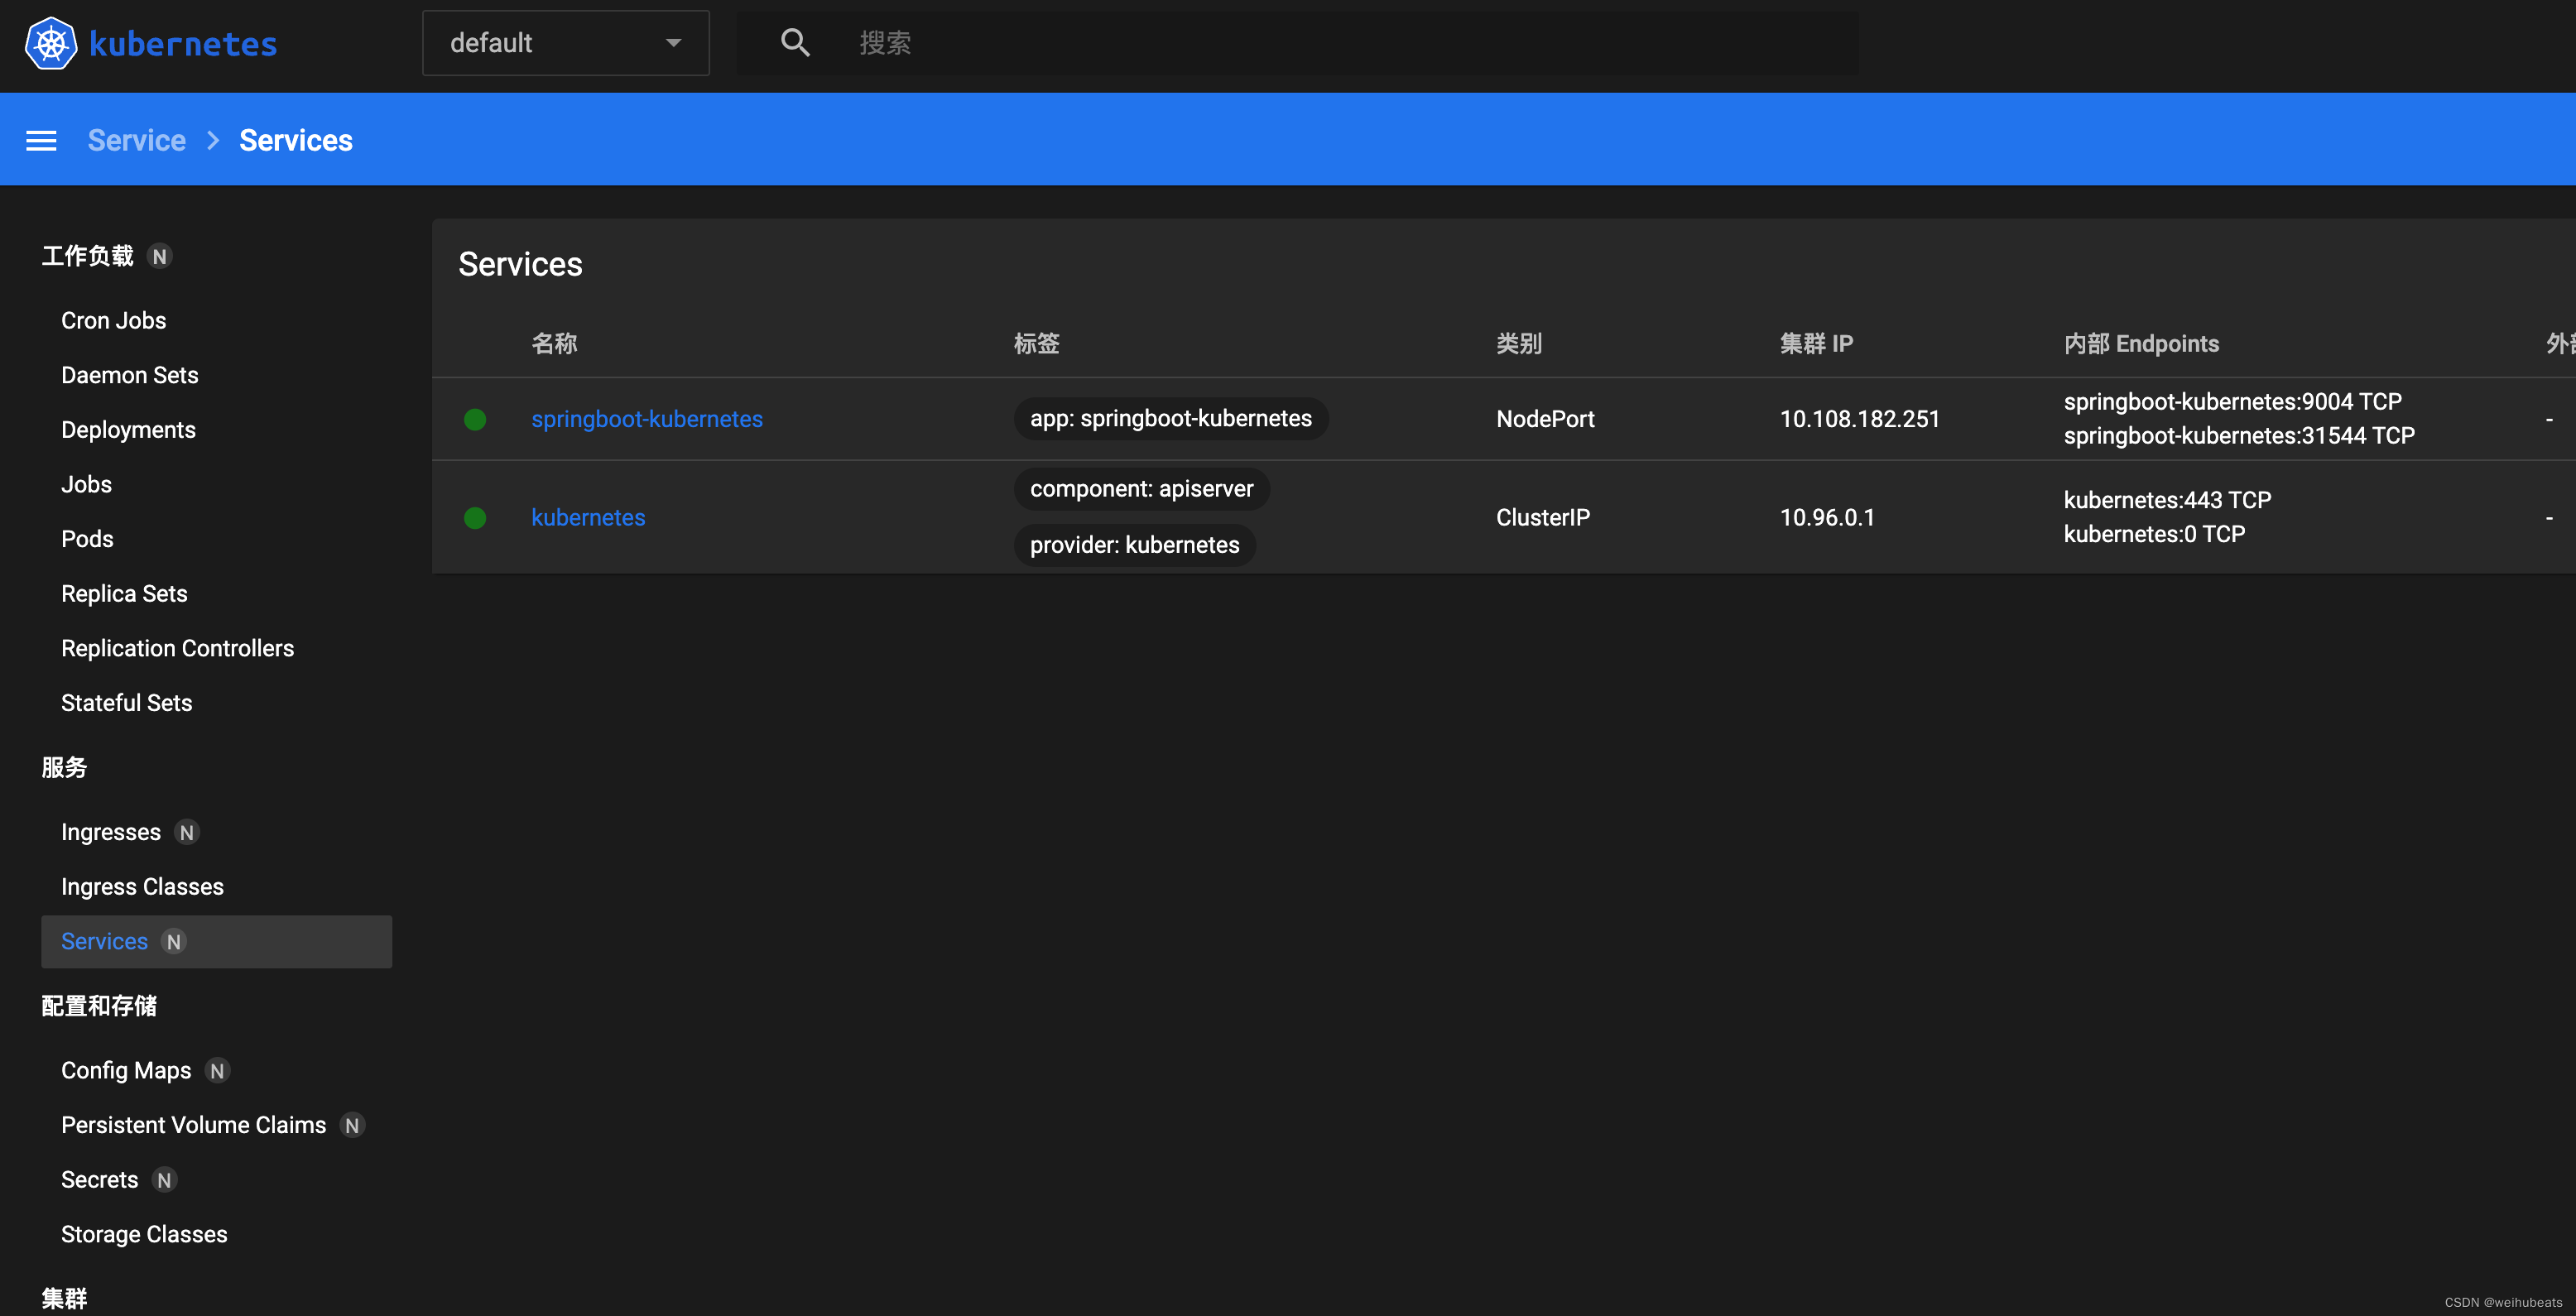 kubernetes
default
搜索
Service > Services
工作负载 N
Cron Jobs
Daemon Sets
Deployments
Jobs
Pods
Replica Sets
Replication Controllers
Stateful Sets
服务
Ingresses N
Ingress Classes
Services N
配置和存储
Config Maps N
Persistent Volume Claims N
Secrets N
Storage Classes
集群
Services
名称 标签 类别 集群 IP 内部 Endpoints 外
springboot-kubernetes app: springboot-kubernetes NodePort 10.108.182.251 springboot-kubernetes:9004 TCP -
springboot-kubernetes:31544 TCP
component: apiserver
kubernetes ClusterIP 10.96.0.1 kubernetes:443 TCP -
kubernetes:0 TCP
provider: kubernetes
CSDN @weihubeats